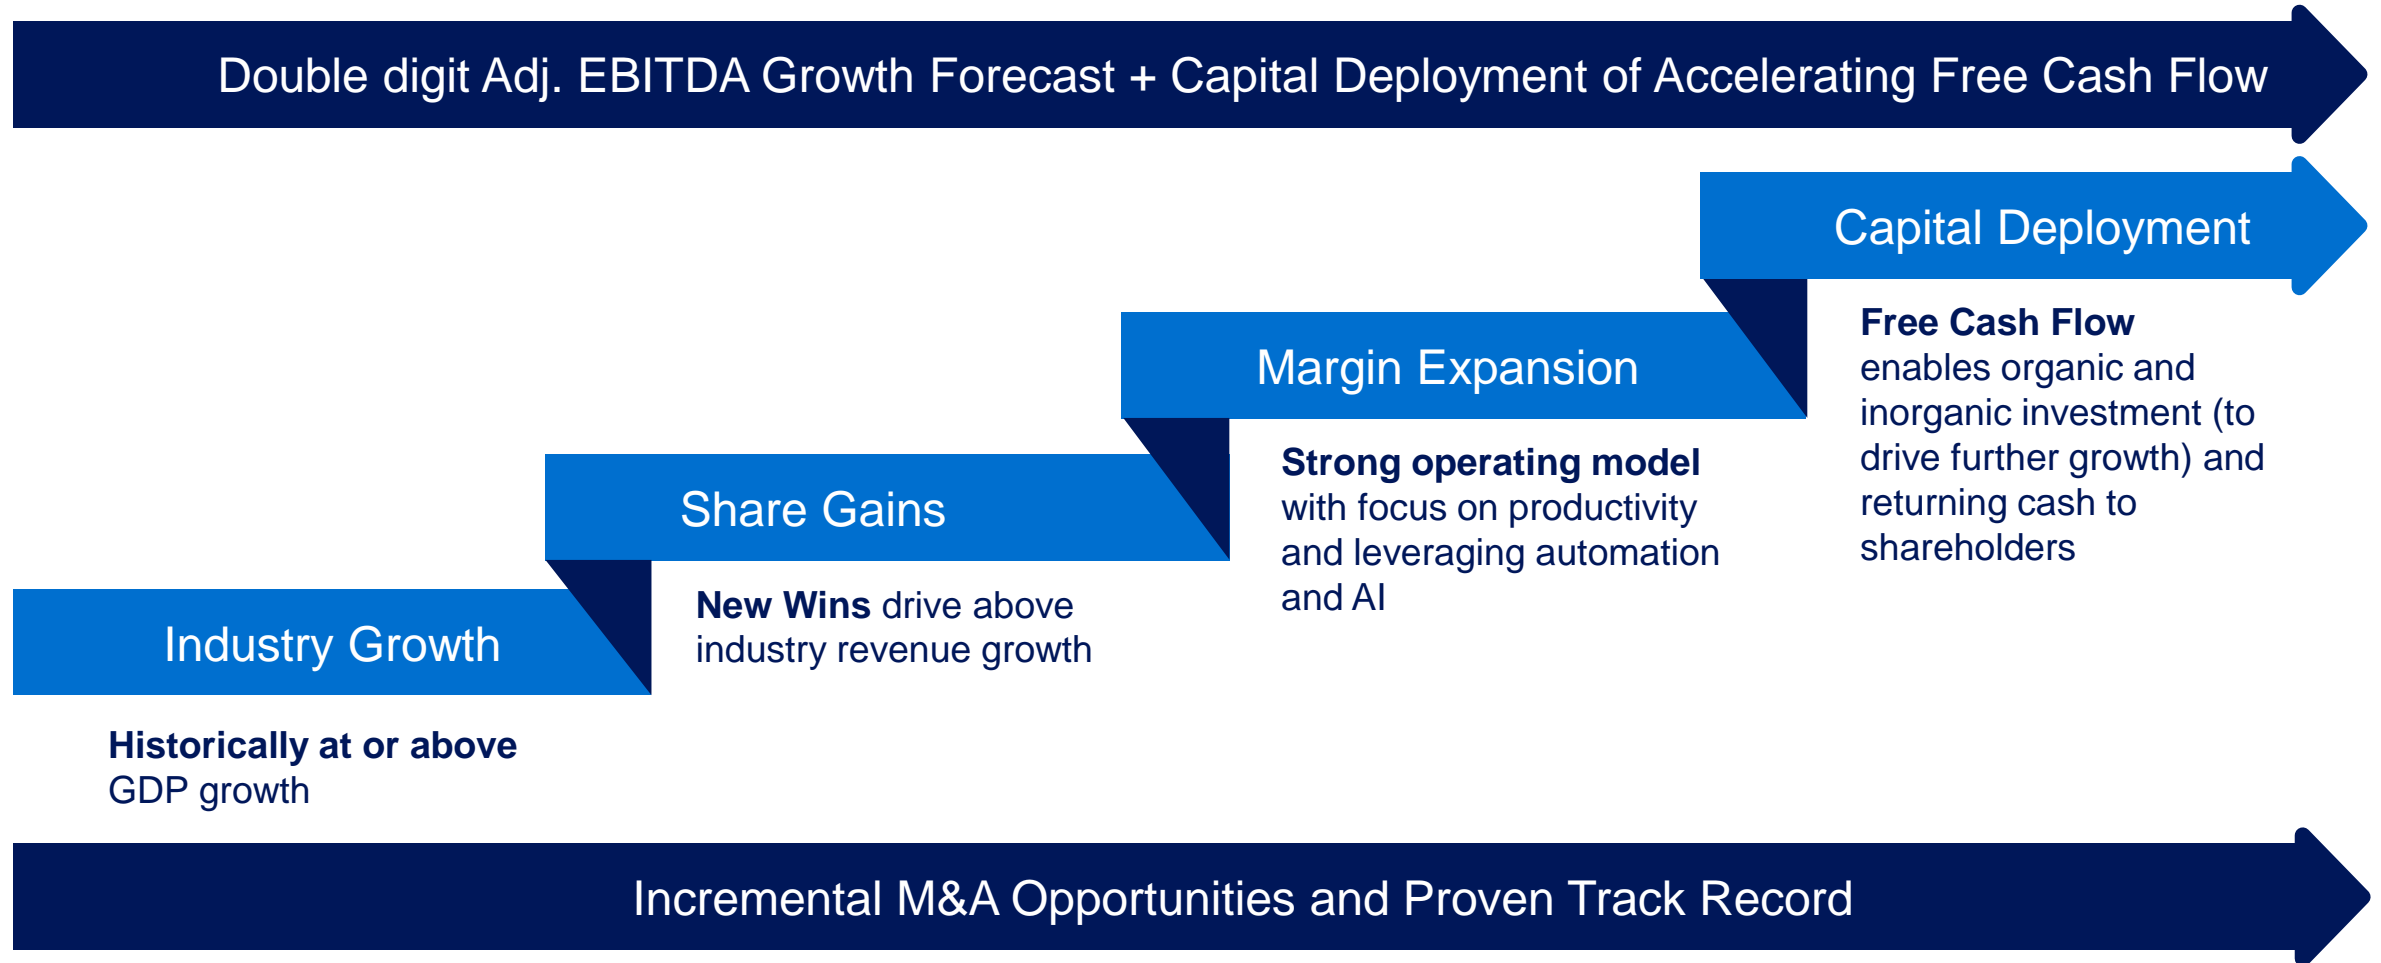 Double digit Adj. EBITDA Growth Forecast + Capital Deployment of Accelerating Free Cash Flow
Capital Deployment
Free Cash Flow
enables organic and
inorganic investment (to
drive further growth) and
returning cash to
shareholders
Margin Expansion
Strong operating model
with focus on productivity
and leveraging automation
and AI
Share Gains
New Wins drive above
industry revenue growth
Industry Growth
Historically at or above
GDP growth
Incremental M&A Opportunities and Proven Track Record